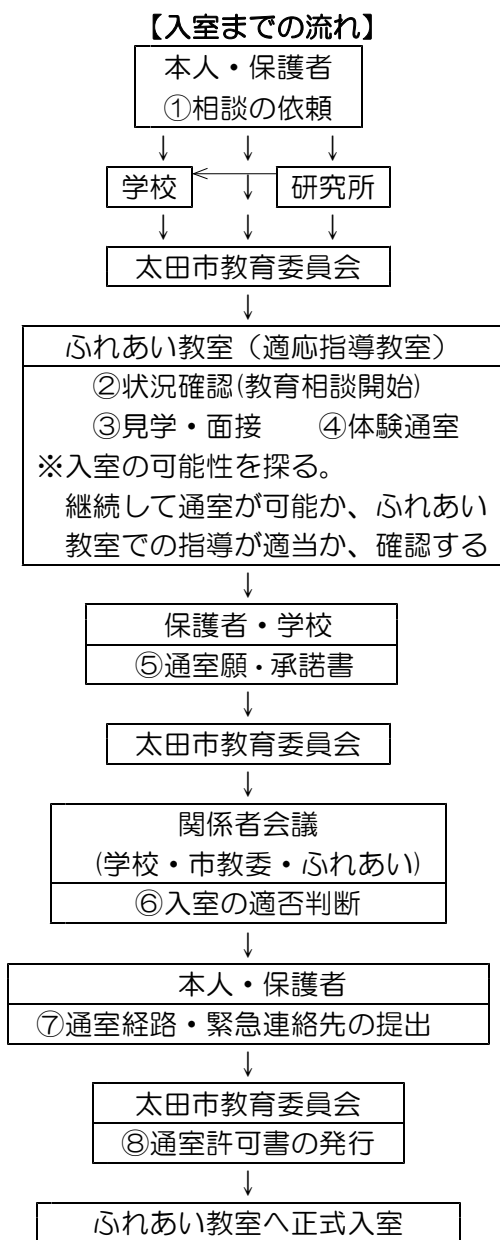 【入室までの流れ】
本人・保護者
①相談の依頼
↓ ↓ ↓
学校 ← ↓ 研究所
↓ ↓ ↓
太田市教育委員会
↓
ふれあい教室（適応指導教室）
②状況確認(教育相談開始)
③見学・面接 ④体験通室
※入室の可能性を探る。
継続して通室が可能か、ふれあい
教室での指導が適当か、確認する
↓
保護者・学校
⑤通室願・承諾書
↓
太田市教育委員会
↓
関係者会議
(学校・市教委・ふれあい)
⑥入室の適否判断
↓
本人・保護者
⑦通室経路・緊急連絡先の提出
↓
太田市教育委員会
⑧通室許可書の発行
↓
ふれあい教室へ正式入室